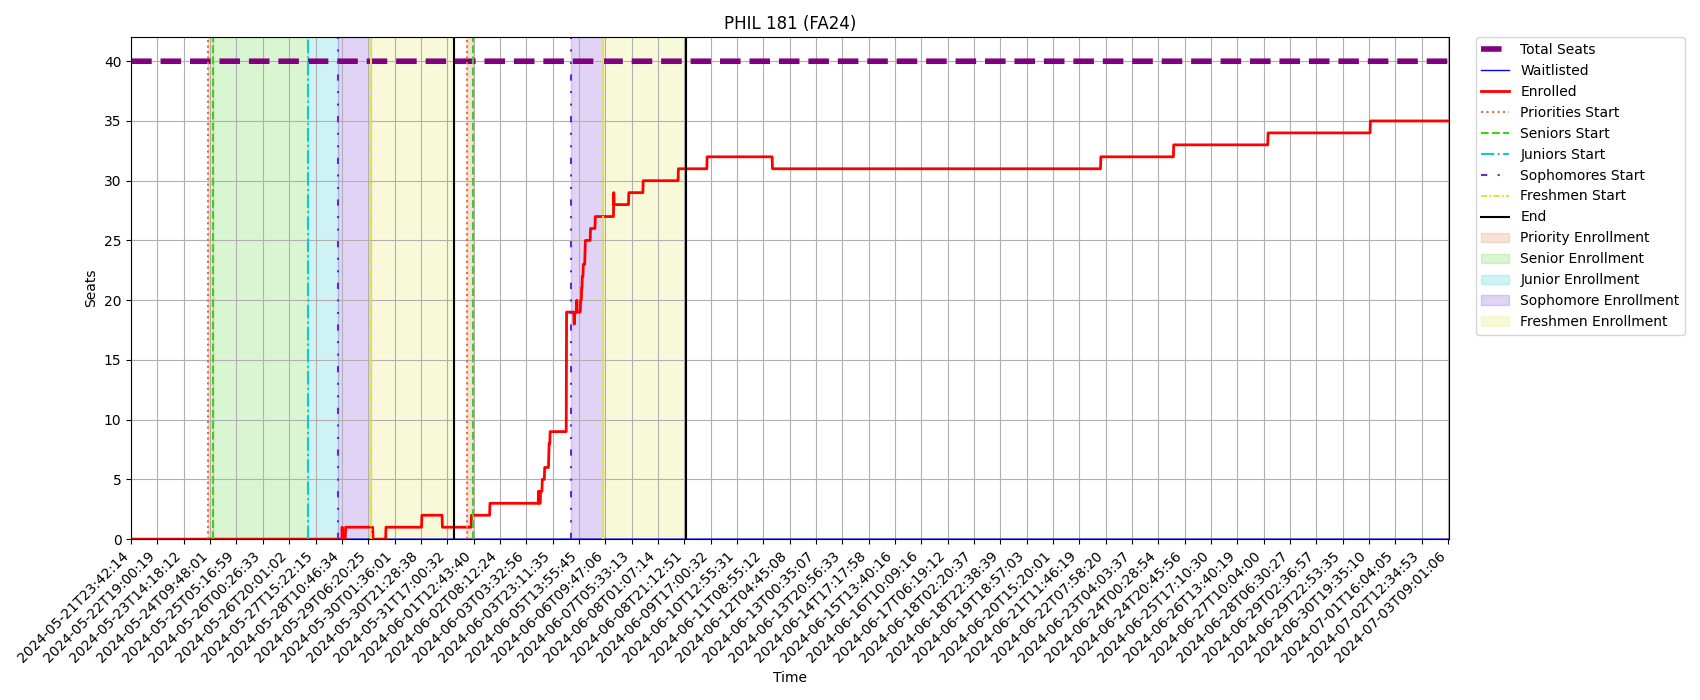 PHIL 181 (FA24)
Total Seats
Waitlisted
Enrolled
Priorities Start
Seniors Start
Juniors Start
Sophomores Start
Freshmen Start
End
Priority Enrollment
Senior Enrollment
Junior Enrollment
Sophomore Enrollment
Freshmen Enrollment
Seats
40
35
30
25
20
15
10
5
0
2024-05-21T23:42:14
2024-05-22T19:00:19
2024-05-23T14:18:12
2024-05-24T09:48:01
2024-05-25T05:16:59
2024-05-26T00:26:33
2024-05-26T20:01:02
2024-05-27T15:22:15
2024-05-28T10:46:34
2024-05-29T06:20:25
2024-05-30T01:36:01
2024-05-30T21:28:38
2024-05-31T17:00:32
2024-06-01T12:43:40
2024-06-02T08:12:24
2024-06-03T03:32:56
2024-06-03T23:11:35
2024-06-05T13:55:45
2024-06-06T09:47:06
2024-06-07T05:33:13
2024-06-08T01:07:14
2024-06-08T21:12:51
2024-06-09T17:00:32
2024-06-10T12:55:31
2024-06-11T08:55:12
2024-06-12T04:45:08
2024-06-13T00:35:07
2024-06-13T20:56:33
2024-06-14T17:17:58
2024-06-15T13:40:16
2024-06-16T10:09:16
2024-06-17T06:19:12
2024-06-18T02:20:37
2024-06-18T22:38:39
2024-06-19T18:57:03
2024-06-20T15:20:01
2024-06-21T11:46:19
2024-06-22T07:58:20
2024-06-23T04:03:37
2024-06-24T00:28:54
2024-06-24T20:45:56
2024-06-25T17:10:30
2024-06-26T13:40:19
2024-06-27T10:04:00
2024-06-28T06:30:27
2024-06-29T02:36:57
2024-06-29T22:53:35
2024-06-30T19:35:10
2024-07-01T16:04:05
2024-07-02T12:34:53
2024-07-03T09:01:06
Time